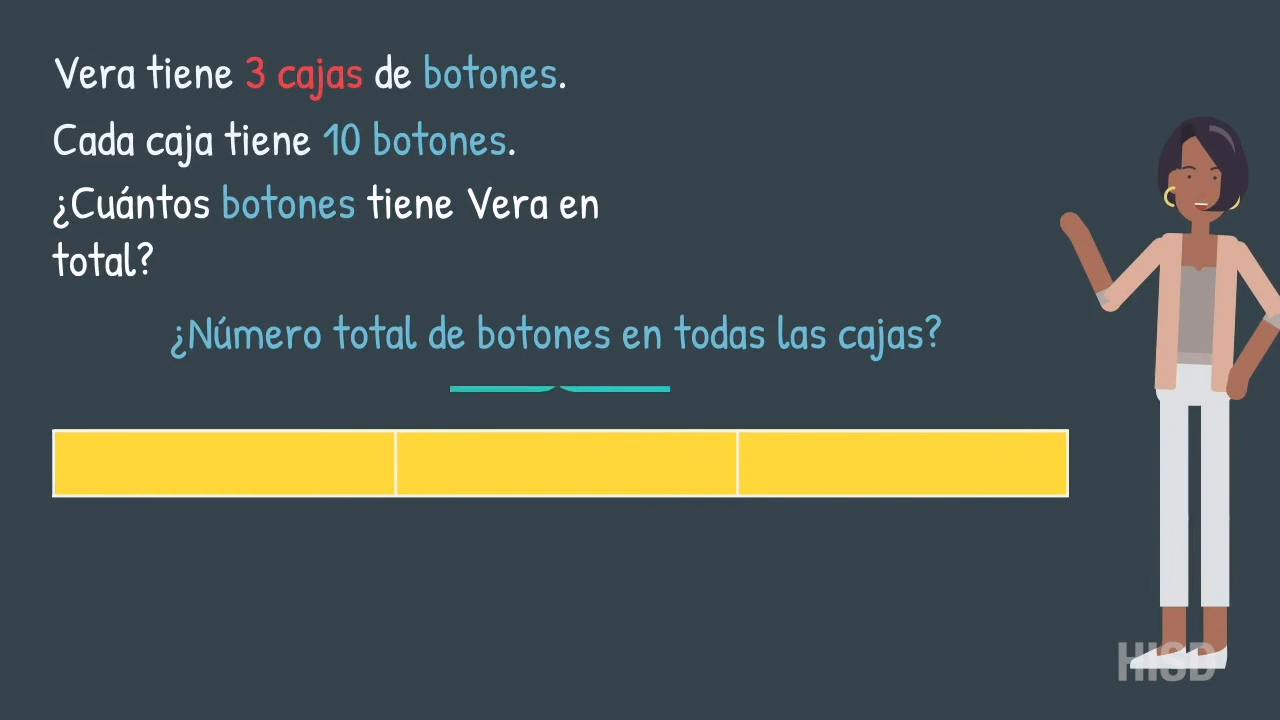 Vera tiene 3 cajas de botones.
Cada caja tiene 10 botones.
¿Cuántos botones tiene Vera en
total?
¿Número total de botones en todas las cajas?
HISD